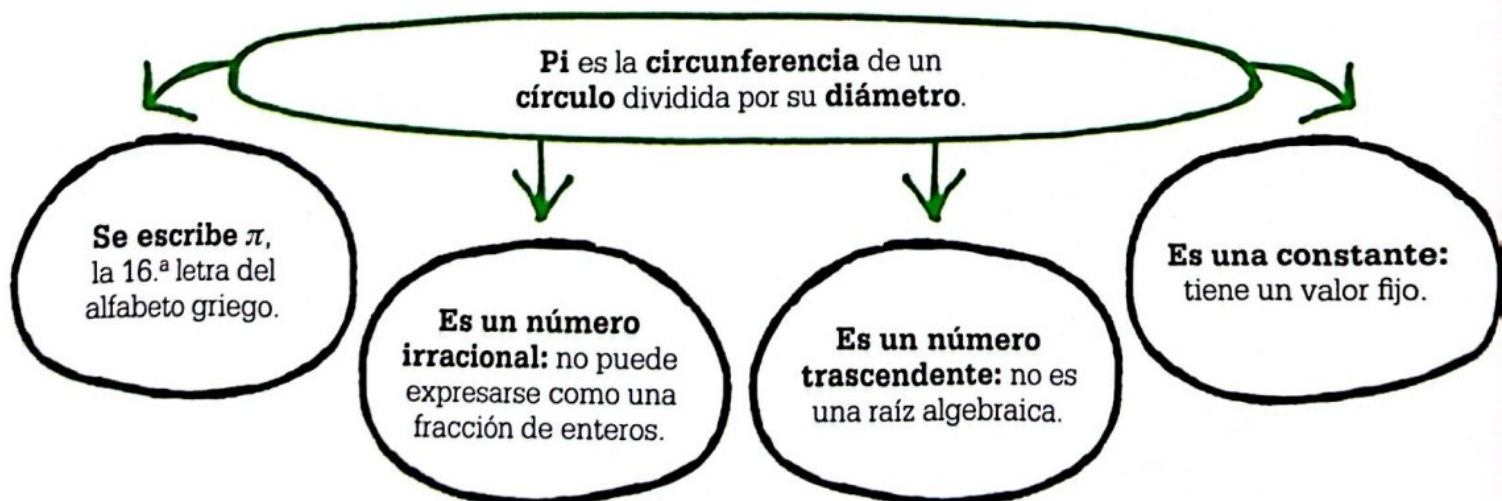 Pi es la circunferencia de un
círculo dividida por su diámetro.
Se escribe π,
la 16.ª letra del
alfabeto griego.
Es un número
irracional: no puede
expresarse como una
fracción de enteros.
Es un número
trascendente: no es
una raíz algebraica.
Es una constante:
tiene un valor fijo.